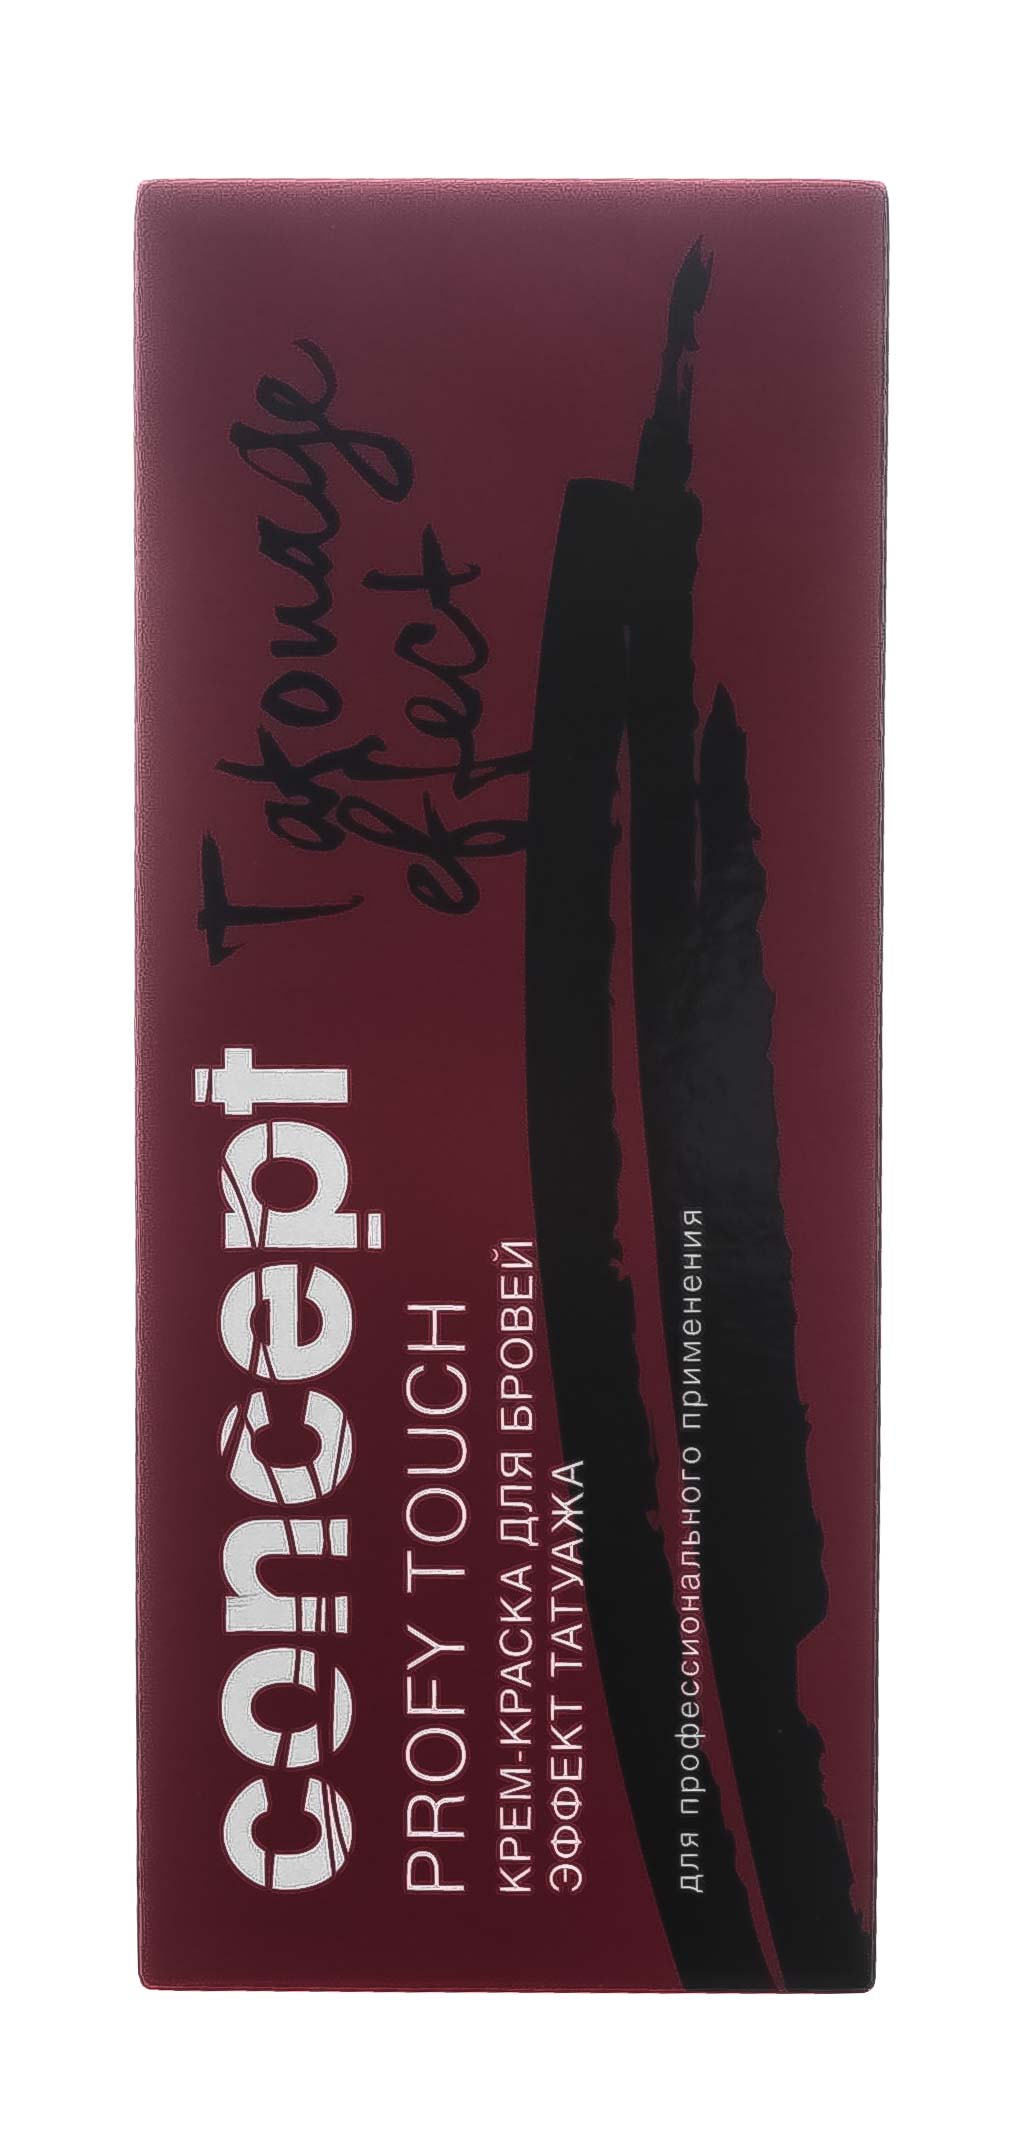 concept
Tatouage
effect
PROFY TOUCH
КРЕМ-КРАСКА ДЛЯ БРОВЕЙ
ЭФФЕКТ ТАТУАЖА
для профессионального применения